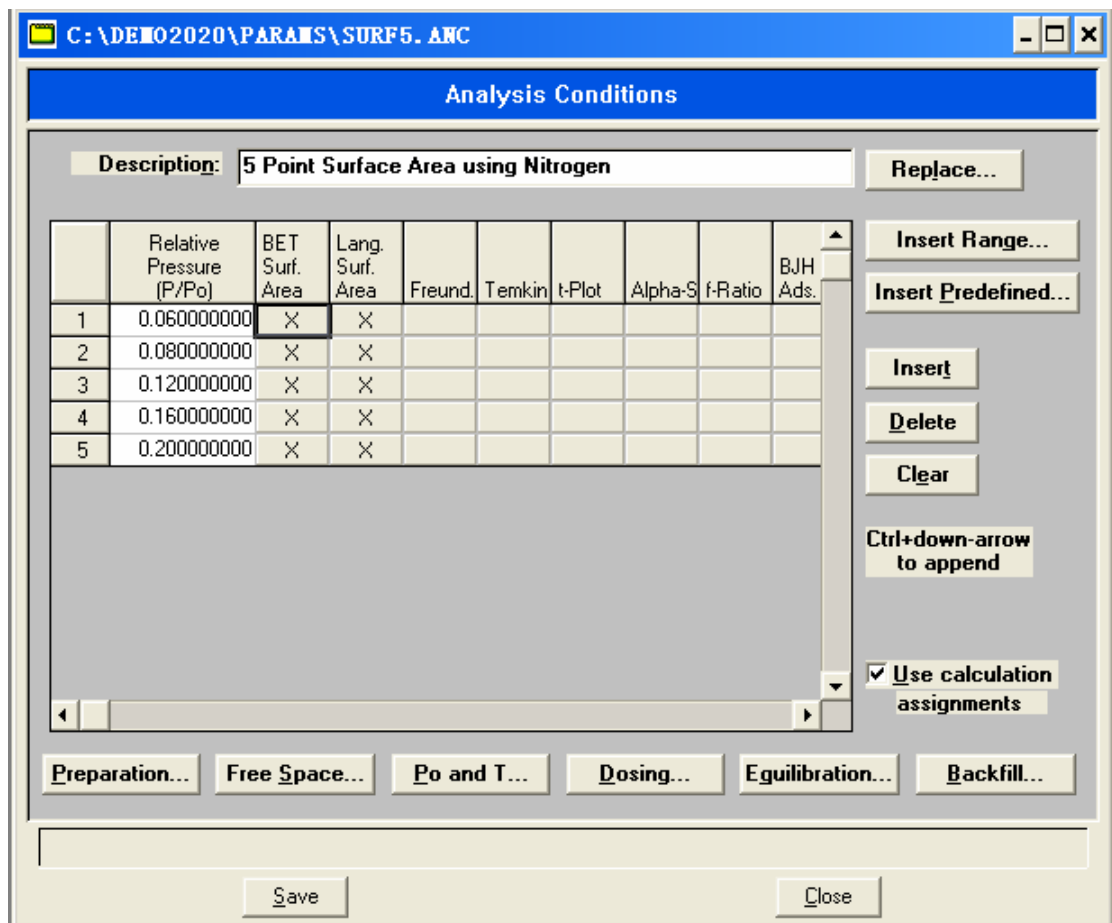 C:\DEMO2020\PARAMS\SURF5.ANC
Analysis Conditions
Description: 5 Point Surface Area using Nitrogen
Replace...
Relative Pressure (P/Po) BET Surf. Area Lang. Surf. Area Freund. Temkin t-Plot Alpha-S f-Ratio BJH Ads.
1 0.060000000 X X
2 0.080000000 X X
3 0.120000000 X X
4 0.160000000 X X
5 0.200000000 X X
Insert Range...
Insert Predefined...
Insert
Delete
Clear
Ctrl+down-arrow
to append
Use calculation
assignments
Preparation... Free Space... Po and T... Dosing... Equilibration... Backfill...
Save Close